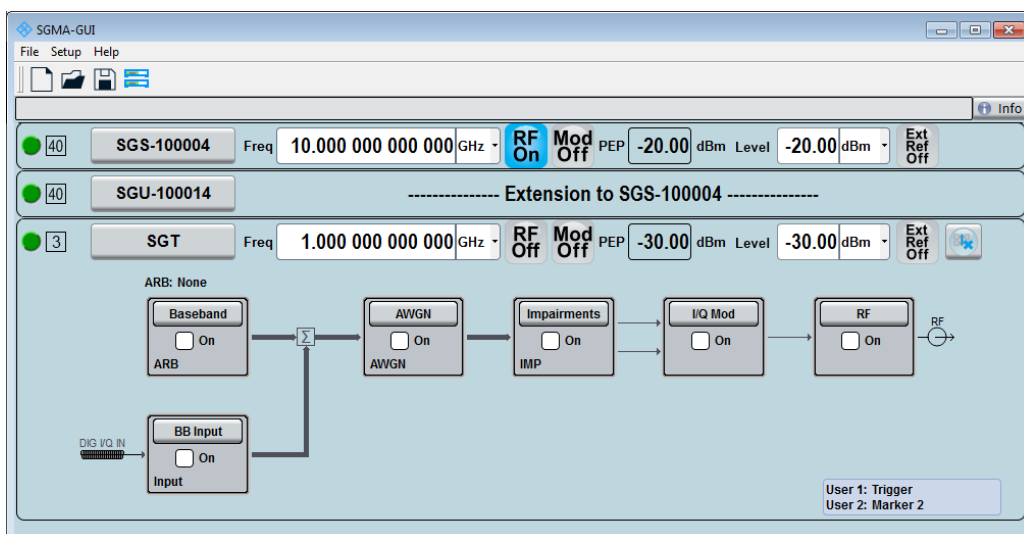 SGMA-GUI
File Setup Help
Info
40 SGS-100004 Freq 10.000 000 000 000 GHz RF On Mod Off PEP -20.00 dBm Level -20.00 dBm Ext Ref Off
40 SGU-100014 --------------- Extension to SGS-100004 ---------------
3 SGT Freq 1.000 000 000 000 GHz RF Off Mod Off PEP -30.00 dBm Level -30.00 dBm Ext Ref Off
ARB: None
Baseband AWGN Impairments I/Q Mod RF
RF
On Σ On On On On
ARB AWGN IMP
BB Input
DIG I/Q IN
On
Input
User 1: Trigger
User 2: Marker 2